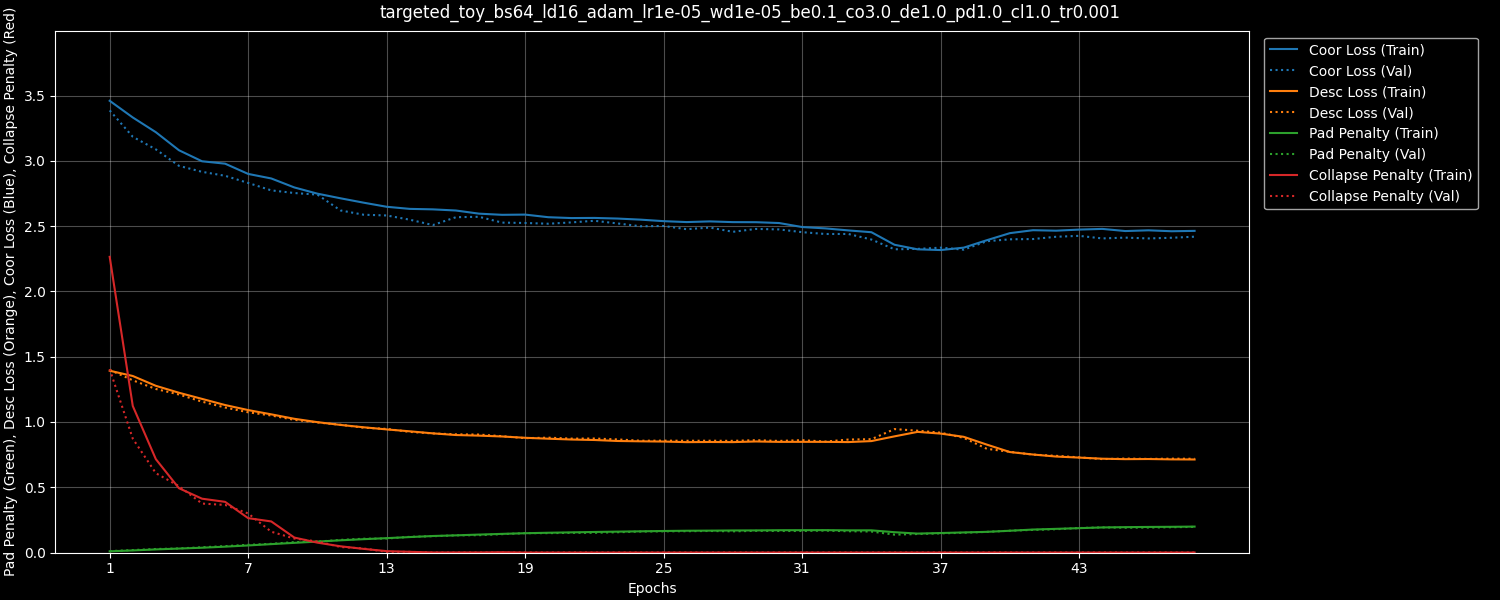 targeted_toy_bs64_ld16_adam_lr1e-05_wd1e-05_be0.1_co3.0_de1.0_pd1.0_cl1.0_tr0.001
Pad Penalty (Green), Desc Loss (Orange), Coor Loss (Blue), Collapse Penalty (Red)
3.5
3.0
2.5
2.0
1.5
1.0
0.5
0.0
1 7 13 19 25 31 37 43
Epochs
Coor Loss (Train)
Coor Loss (Val)
Desc Loss (Train)
Desc Loss (Val)
Pad Penalty (Train)
Pad Penalty (Val)
Collapse Penalty (Train)
Collapse Penalty (Val)